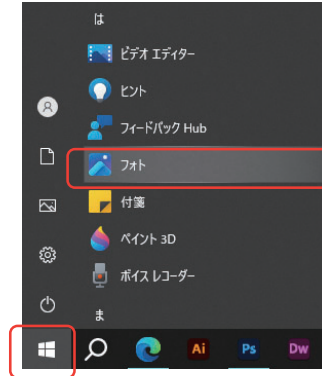 は
ビデオ エディター
ヒント
フィードバック Hub
フォト
付箋
ペイント 3D
ボイス レコーダー
ま
Ai
Ps
Dw